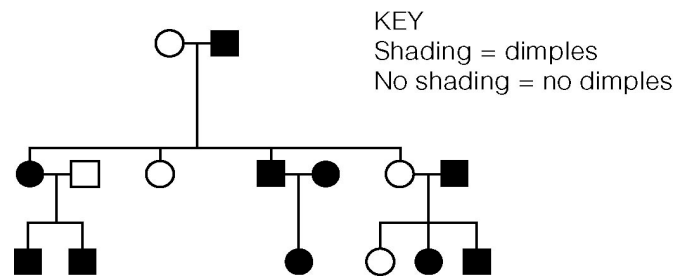 KEY
Shading = dimples
No shading = no dimples